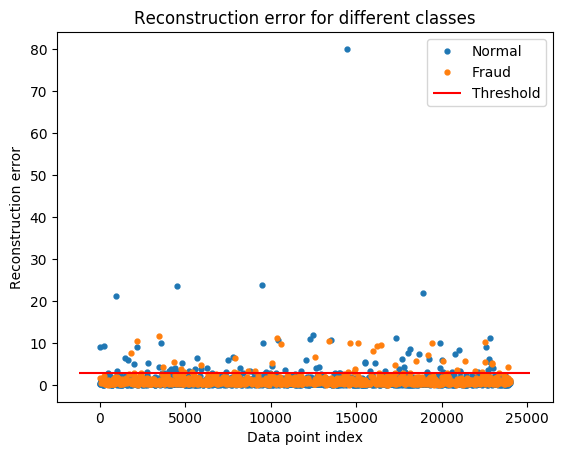 Reconstruction error for different classes
Normal
Fraud
Threshold
80
70
60
50
40
30
20
10
0
Reconstruction error
0
5000
10000
15000
20000
25000
Data point index